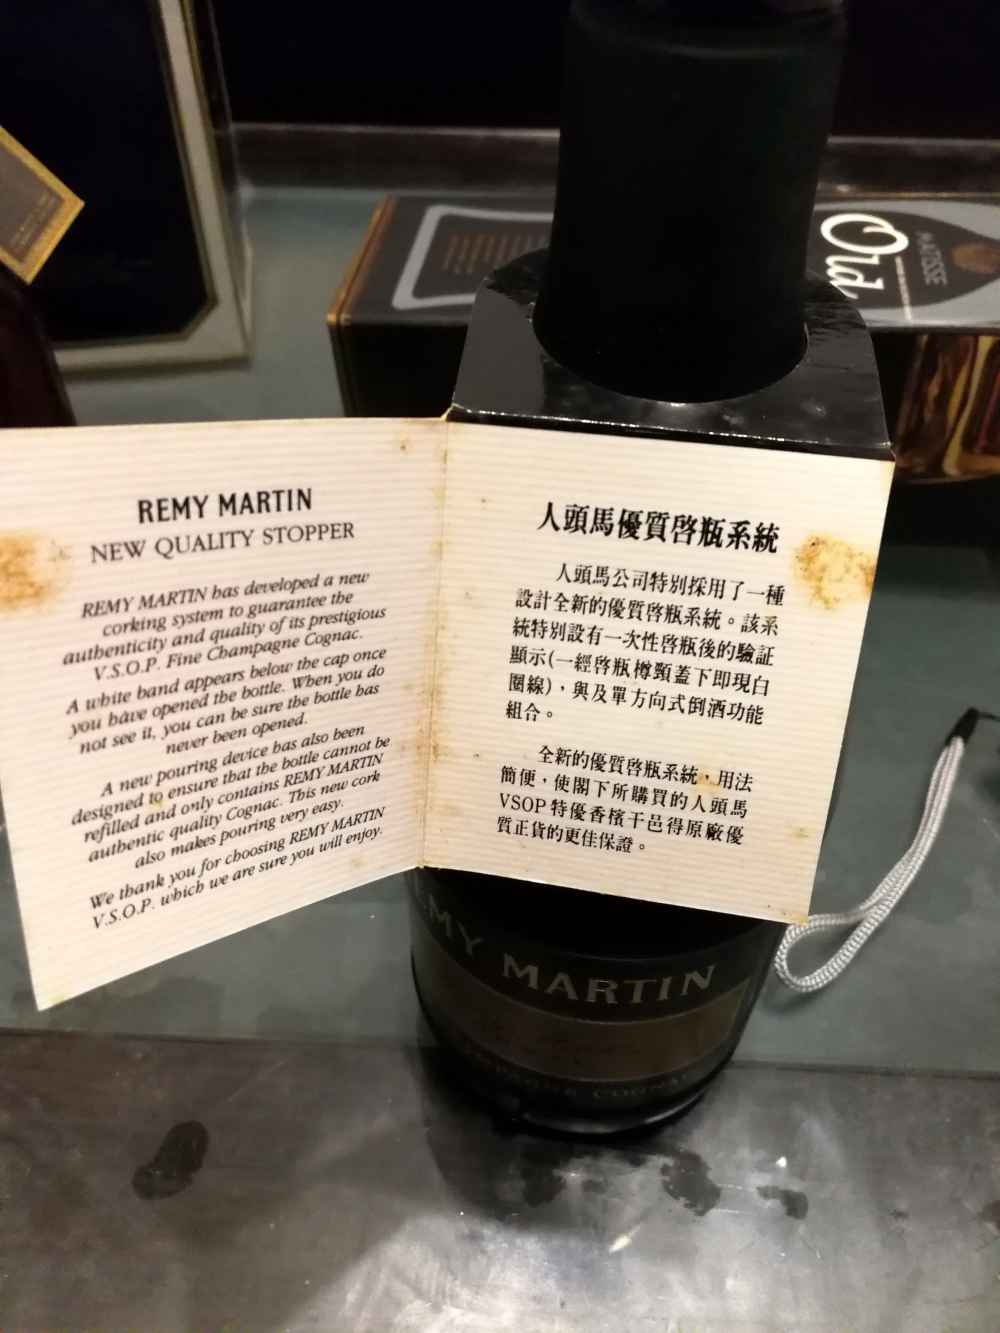 REMY MARTIN
NEW QUALITY STOPPER
REMY MARTIN has developed a new
corking system to guarantee the
authenticity and quality of its prestigious
V.S.O.P. Fine Champagne Cognac.
A white band appears below the cap once
you have opened the bottle. When you do
not see it, you can be sure the bottle has
never been opened.
A new pouring device has also been
designed to ensure that the bottle cannot be
refilled and only contains REMY MARTIN
authentic quality Cognac. This new cork
also makes pouring very easy.
We thank you for choosing REMY MARTIN
V.S.O.P. which we are sure you will enjoy.
人頭馬優質啓瓶系統
人頭馬公司特別採用了一種
設計全新的優質啓瓶系統。該系
統特別設有一次性啓瓶後的驗証
顯示(一經啓瓶樽頸蓋下即現白
圈線)，與及單方向式倒酒功能
組合。
全新的優質啓瓶系統，用法
簡便，使閣下所購買的人頭馬
VSOP 特優香檳干邑得原廠優
質正貨的更佳保證。
MY MARTIN
MATISSE
Old